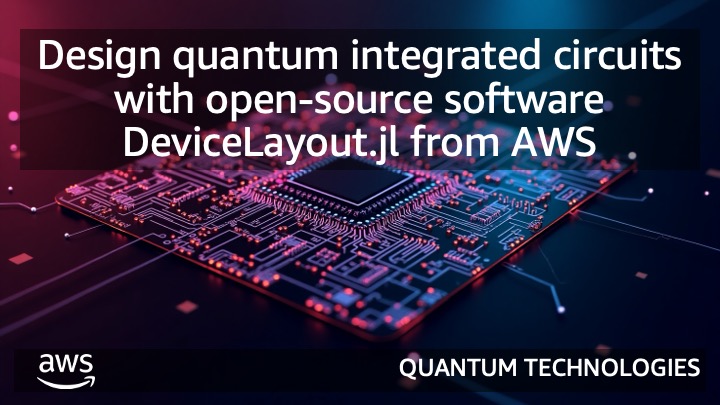 Design quantum integrated circuits
with open-source software
DeviceLayout.jl from AWS
aws
QUANTUM TECHNOLOGIES